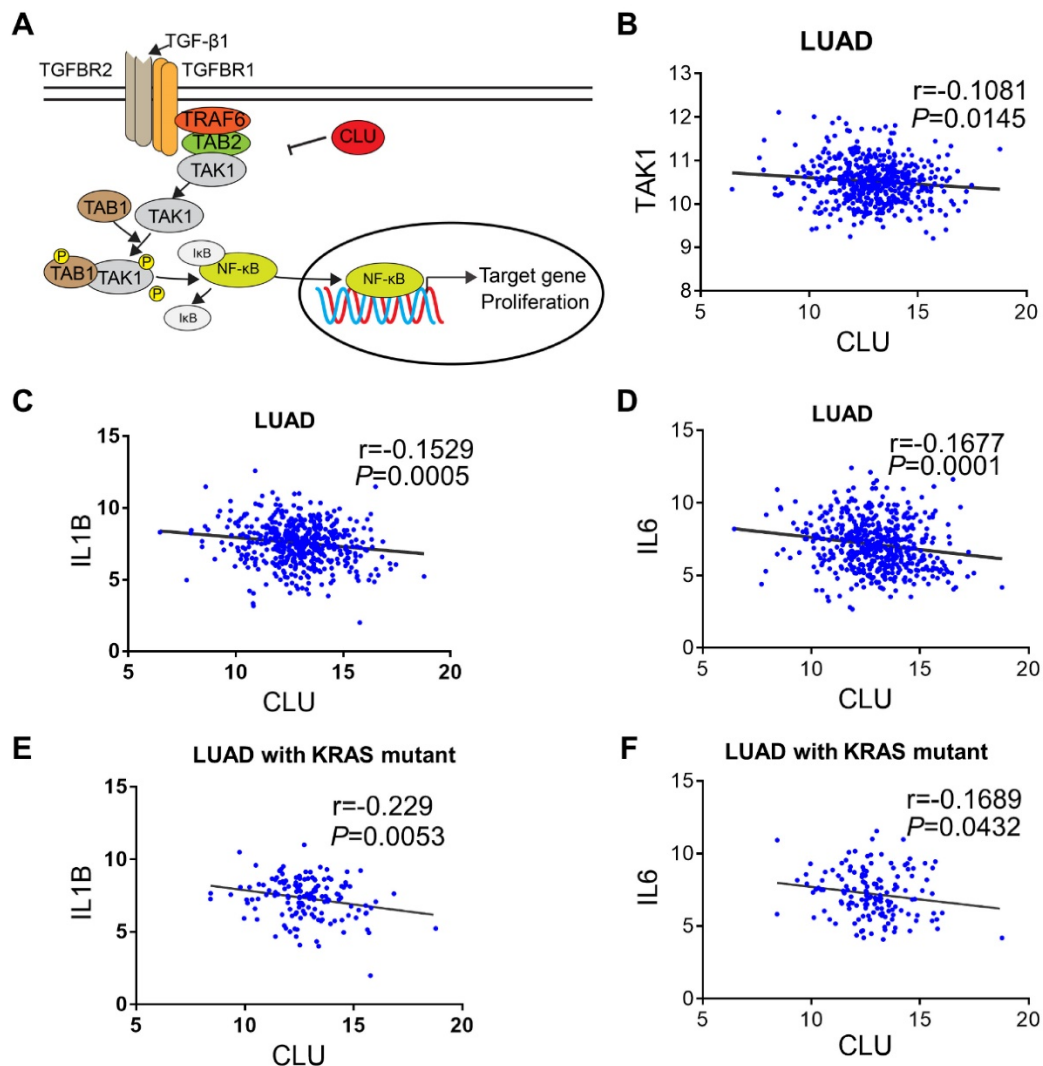 A
TGF-β1
TGFBR2
TGFBR1
TRAF6
TAB2
CLU
TAK1
TAB1
TAK1
P
P
TAB1
TAK1
P
IκB
NF-κB
IκB
NF-κB
Target gene
Proliferation
B
LUAD
r=-0.1081
P=0.0145
TAK1
13
12
11
10
9
8
5
10
15
20
CLU
C
LUAD
r=-0.1529
P=0.0005
IL1B
15
10
5
0
5
10
15
20
CLU
D
LUAD
r=-0.1677
P=0.0001
IL6
15
10
5
0
5
10
15
20
CLU
E
LUAD with KRAS mutant
r=-0.229
P=0.0053
IL1B
15
10
5
0
5
10
15
20
CLU
F
LUAD with KRAS mutant
r=-0.1689
P=0.0432
IL6
15
10
5
0
5
10
15
20
CLU